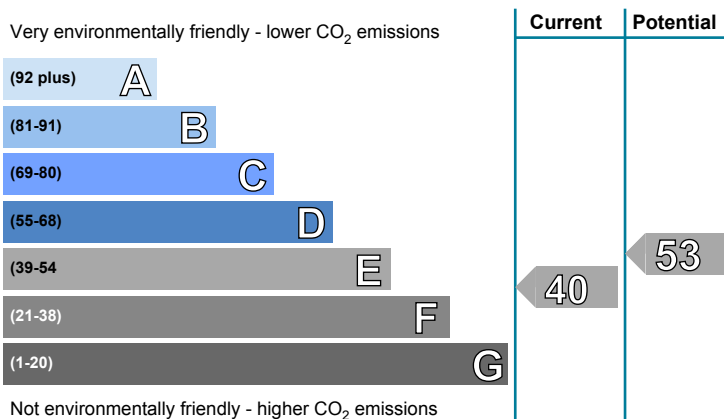 Current Potential
Very environmentally friendly - lower CO2 emissions
(92 plus) A
(81-91) B
(69-80) C
(55-68) D
(39-54 E
(21-38) F
(1-20) G
53
40
Not environmentally friendly - higher CO2 emissions